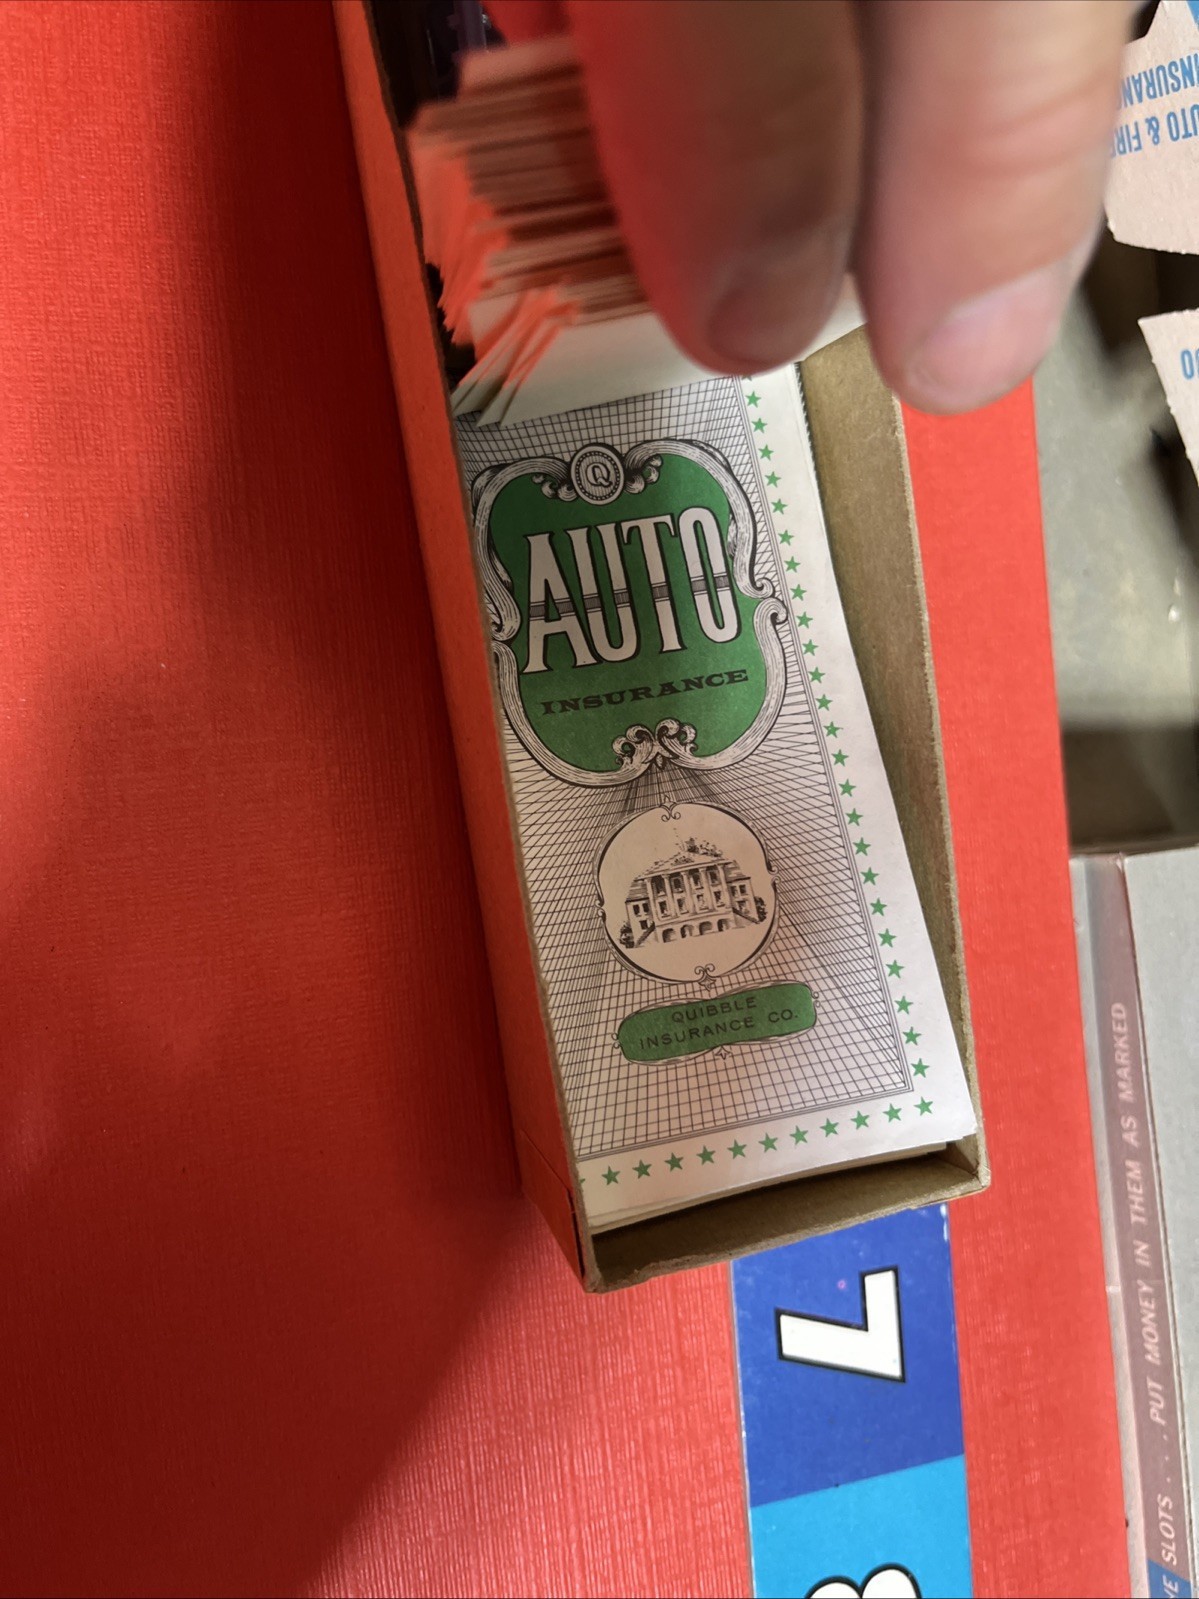 Q
AUTO
INSURANCE
QUIBBLE
INSURANCE CO.
7
SLOTS . . . PUT MONEY IN THEM AS MARKED